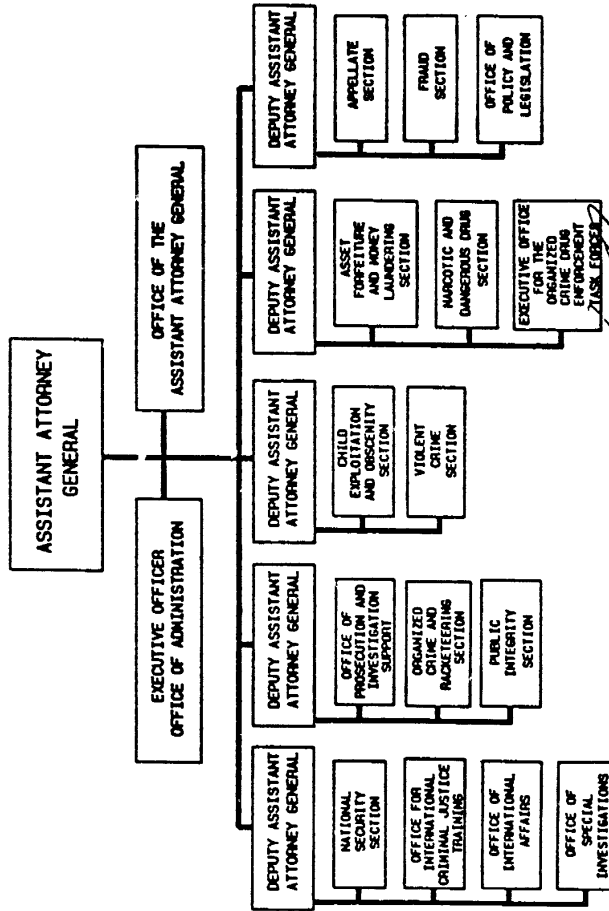 ASSISTANT ATTORNEY
GENERAL
EXECUTIVE OFFICER
OFFICE OF ADMINISTRATION
OFFICE OF THE
ASSISTANT ATTORNEY GENERAL
DEPUTY ASSISTANT
ATTORNEY GENERAL
NATIONAL
SECURITY
SECTION
OFFICE FOR
INTERNATIONAL
CRIMINAL JUSTICE
TRAINING
OFFICE OF
INTERNATIONAL
AFFAIRS
OFFICE OF
SPECIAL
INVESTIGATIONS
DEPUTY ASSISTANT
ATTORNEY GENERAL
OFFICE OF
PROSECUTION AND
INVESTIGATION
SUPPORT
ORGANIZED
CRIME AND
RACKETEERING
SECTION
PUBLIC
INTEGRITY
SECTION
DEPUTY ASSISTANT
ATTORNEY GENERAL
CHILD
EXPLOITATION
AND OBSCENITY
SECTION
VIOLENT
CRIME
SECTION
DEPUTY ASSISTANT
ATTORNEY GENERAL
ASSET
FORFEITURE
AND MONEY
LAUNDERING
SECTION
NARCOTIC AND
DANGEROUS DRUG
SECTION
EXECUTIVE OFFICE
FOR THE
ORGANIZED
CRIME DRUG
ENFORCEMENT
TASK FORCES
DEPUTY ASSISTANT
ATTORNEY GENERAL
APPELLATE
SECTION
FRAUD
SECTION
OFFICE OF
POLICY AND
LEGISLATION